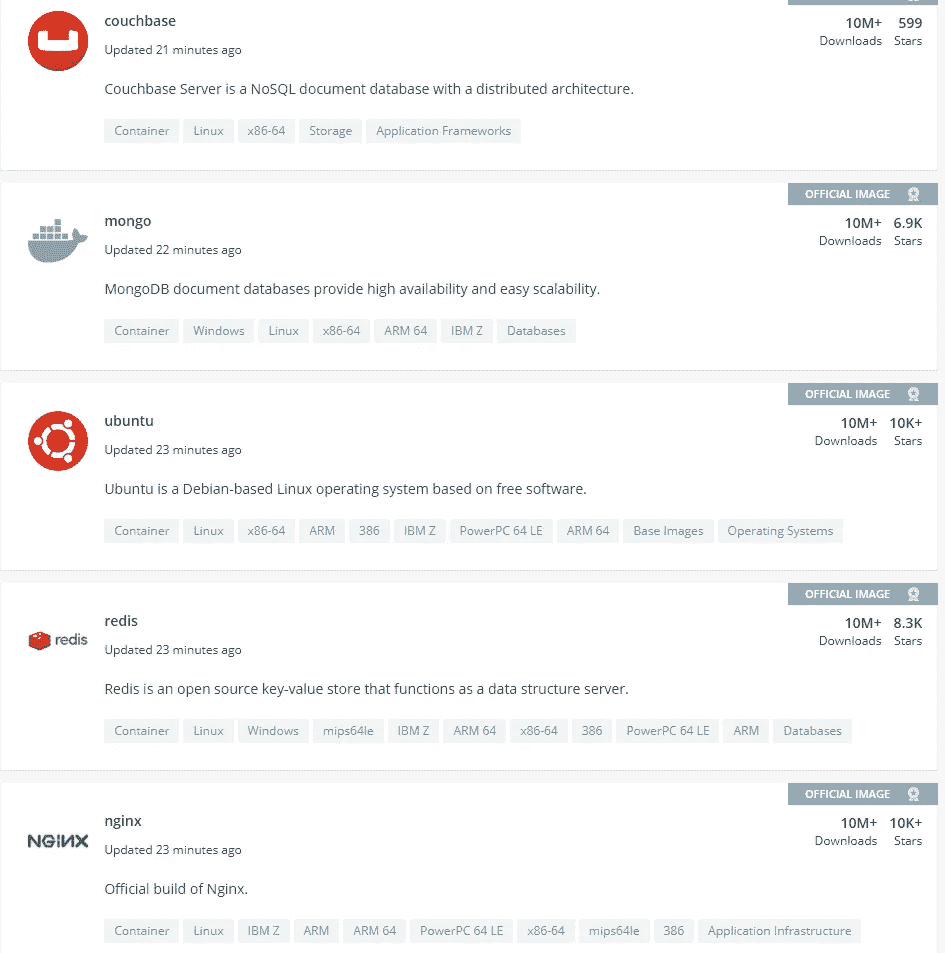 couchbase
10M+ 599
Updated 21 minutes ago
Downloads Stars
Couchbase Server is a NoSQL document database with a distributed architecture.
Container Linux x86-64 Storage Application Frameworks
OFFICIAL IMAGE
mongo
10M+ 6.9K
Updated 22 minutes ago
Downloads Stars
MongoDB document databases provide high availability and easy scalability.
Container Windows Linux x86-64 ARM 64 IBM Z Databases
OFFICIAL IMAGE
ubuntu
10M+ 10K+
Updated 23 minutes ago
Downloads Stars
Ubuntu is a Debian-based Linux operating system based on free software.
Container Linux x86-64 ARM 386 IBM Z PowerPC 64 LE ARM 64 Base Images Operating Systems
OFFICIAL IMAGE
redis
10M+ 8.3K
redis
Updated 23 minutes ago
Downloads Stars
Redis is an open source key-value store that functions as a data structure server.
Container Linux Windows mips64le IBM Z ARM 64 x86-64 386 PowerPC 64 LE ARM Databases
OFFICIAL IMAGE
nginx
10M+ 10K+
NGINX
Updated 23 minutes ago
Downloads Stars
Official build of Nginx.
Container Linux IBM Z ARM ARM 64 PowerPC 64 LE x86-64 mips64le 386 Application Infrastructure